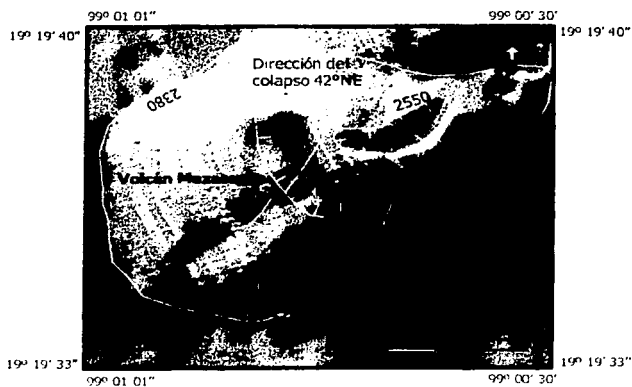 99º 01 01"
99º 00' 30'
19º 19' 40"
19º 19' 40"
Dirección del
colapso 42ºNE
2380
2550
Volcán
19º 19' 33"
19º 19' 33"
99º 01 01"
99º 00' 30'